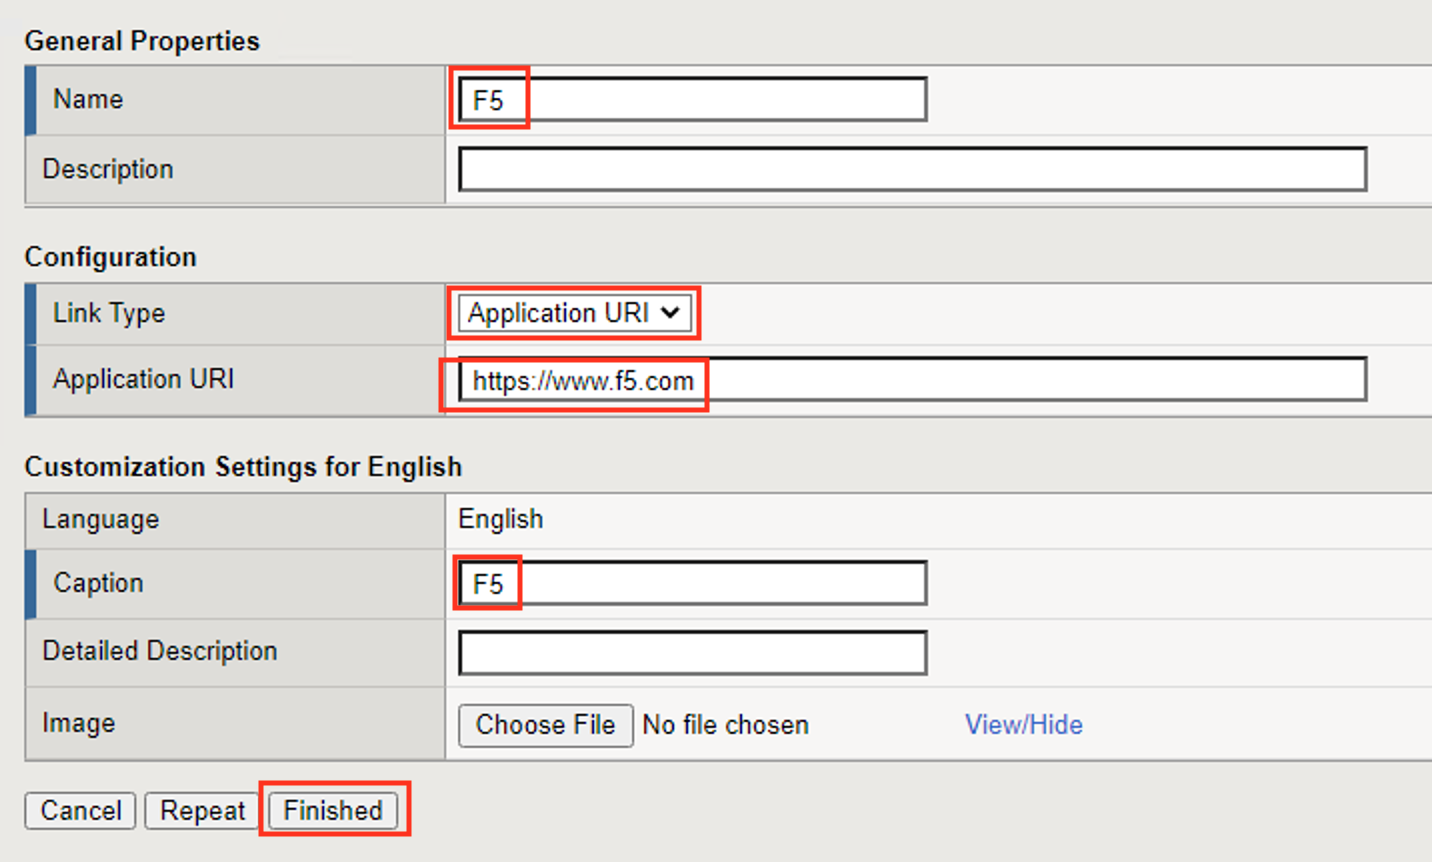 General Properties
Name F5
Description
Configuration
Link Type Application URI
Application URI https://www.f5.com
Customization Settings for English
Language English
Caption F5
Detailed Description
Image Choose File No file chosen View/Hide
Cancel Repeat Finished